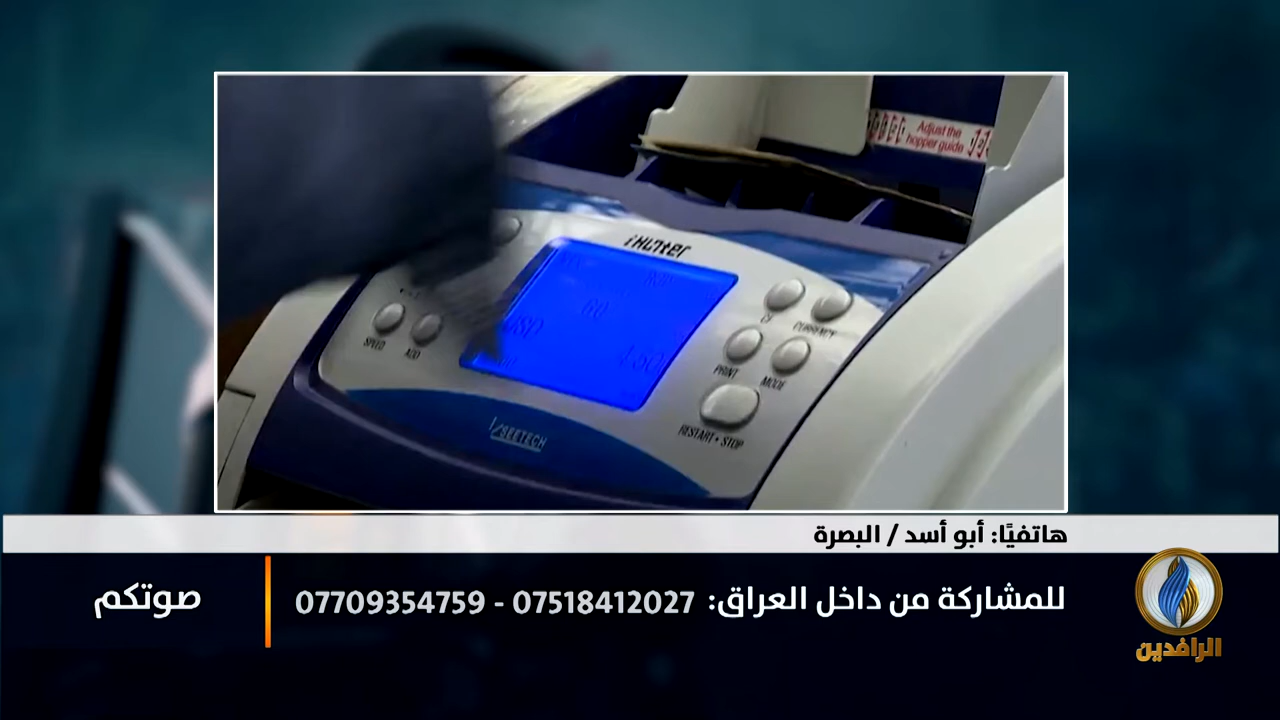 Adjust the
hopper guide
iHunter
USD
SPEED
ADD
CF
CURRENCY
PRINT
MODE
RESTART • STOP
SEETECH
هاتفيًا: أبو أسد / البصرة
للمشاركة من داخل العراق: 07518412027 - 07709354759
صوتكم
الرافدين